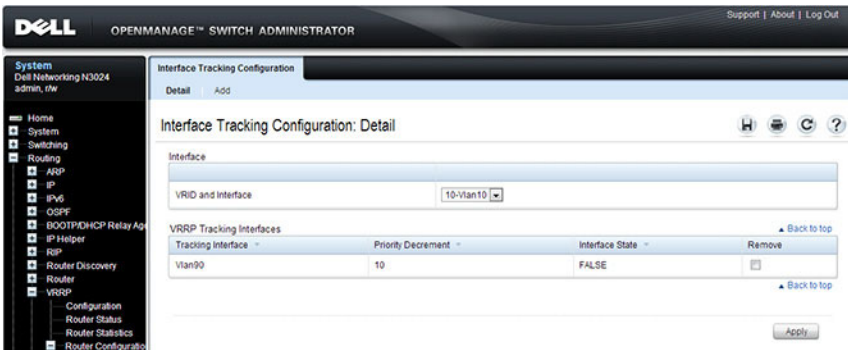 Support | About | Log Out
DELL OPENMANAGE™ SWITCH ADMINISTRATOR
System
Dell Networking N3024
admin, r/w
Home
System
Switching
Routing
ARP
IP
IPv6
OSPF
BOOTP/DHCP Relay Age
IP Helper
RIP
Router Discovery
Router
VRRP
Configuration
Router Status
Router Statistics
Router Configuratio
Interface Tracking Configuration
Detail Add
Interface Tracking Configuration: Detail
?
Interface
VRID and Interface 10-Vlan10
VRRP Tracking Interfaces Back to top
Tracking Interface Priority Decrement Interface State Remove
Vlan90 10 FALSE
Back to top
Apply